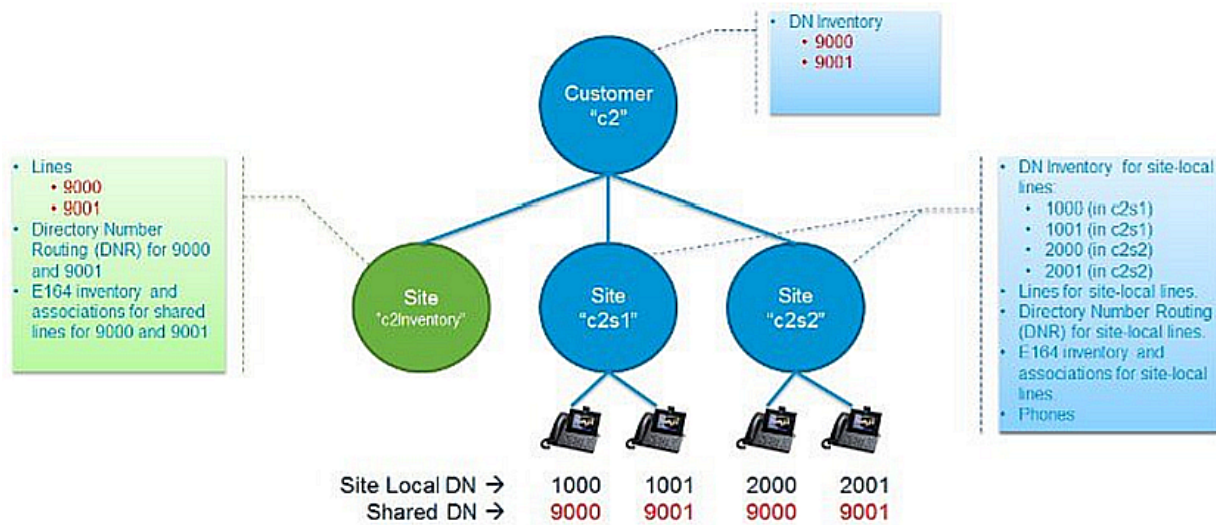 • DN Inventory
• 9000
• 9001
Customer
"c2"
• Lines
• 9000
• 9001
• Directory Number
Routing (DNR) for 9000
and 9001
• E164 inventory and
associations for shared
lines for 9000 and 9001
Site
"c2Inventory"
Site
"c2s1"
Site
"c2s2"
• DN Inventory for site-local
lines:
• 1000 (in c2s1)
• 1001 (in c2s1)
• 2000 (in c2s2)
• 2001 (in c2s2)
• Lines for site-local lines.
• Directory Number Routing
(DNR) for site-local lines.
• E164 inventory and
associations for site-local
lines.
• Phones
Site Local DN → 1000 1001 2000 2001
Shared DN → 9000 9001 9000 9001